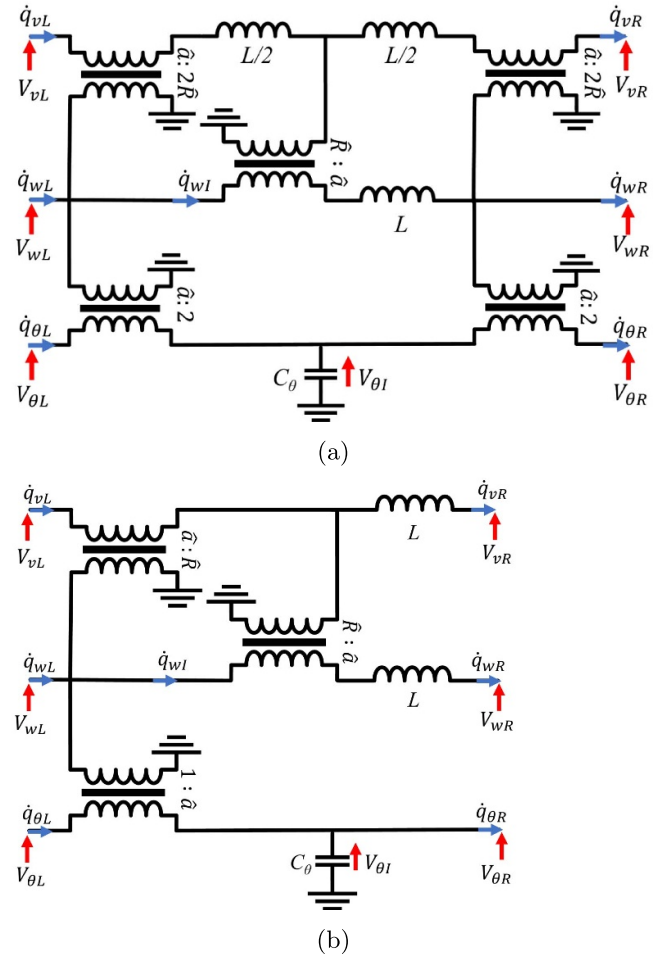 q̇vL L/2 L/2 q̇vR
VvL â:2R̂ â:2R̂ VvR
q̇wL q̇wI R̂:â q̇wR
VwL L VwR
q̇θL â:2 â:2 q̇θR
VθL Cθ VθI VθR
(a)
q̇vL q̇vR
VvL â:R̂ L VvR
q̇wL q̇wI R̂:â q̇wR
VwL L VwR
q̇θL 1:â q̇θR
VθL Cθ VθI VθR
(b)